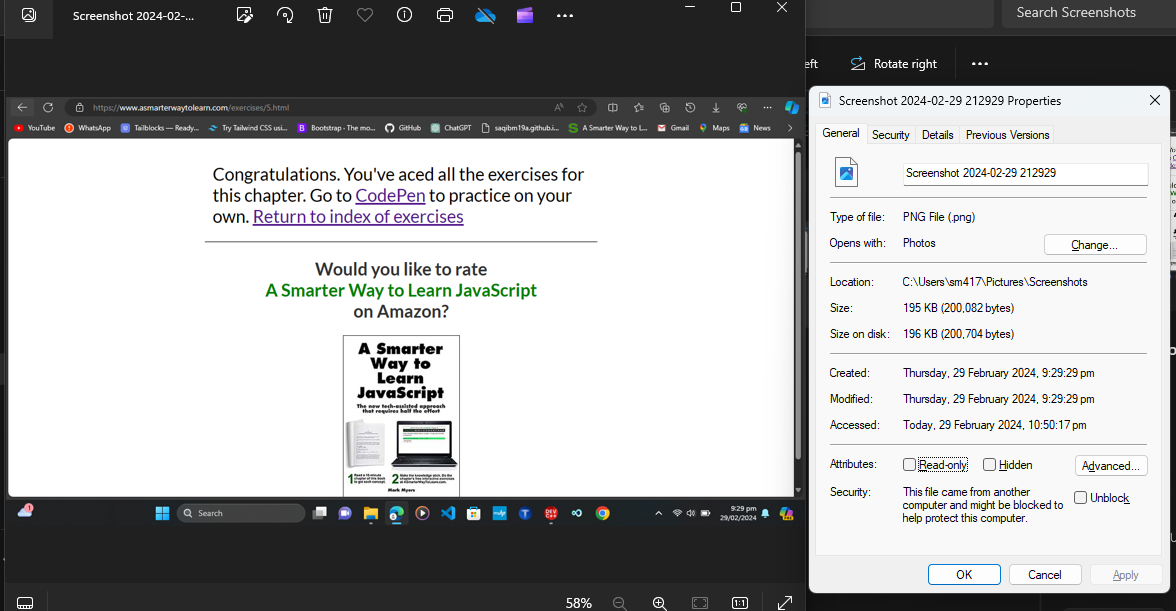 Screenshot 2024-02-...
Search Screenshots
eft
Rotate right
https://www.asmarterwaytolearn.com/exercises/5.html
YouTube
WhatsApp
Tailblocks — Ready...
Try Tailwind CSS usi...
Bootstrap · The mo...
GitHub
ChatGPT
saqibm19a.github.i...
A Smarter Way to L...
Gmail
Maps
News
Congratulations. You've aced all the exercises for
this chapter. Go to CodePen to practice on your
own. Return to index of exercises
Would you like to rate
A Smarter Way to Learn JavaScript
on Amazon?
A Smarter
Way to
Learn
JavaScript
The new tech-assisted approach
that requires half the effort
1
2
Mark Myers
Search
9:29 pm
29/02/2024
58%
1:1
Screenshot 2024-02-29 212929 Properties
General
Security
Details
Previous Versions
Screenshot 2024-02-29 212929
Type of file: PNG File (.png)
Opens with: Photos
Change...
Location: C:\Users\sm417\Pictures\Screenshots
Size: 195 KB (200,082 bytes)
Size on disk: 196 KB (200,704 bytes)
Created: Thursday, 29 February 2024, 9:29:29 pm
Modified: Thursday, 29 February 2024, 9:29:29 pm
Accessed: Today, 29 February 2024, 10:50:17 pm
Attributes: Read-only Hidden
Advanced...
Security: This file came from another
computer and might be blocked to
help protect this computer.
Unblock
OK
Cancel
Apply